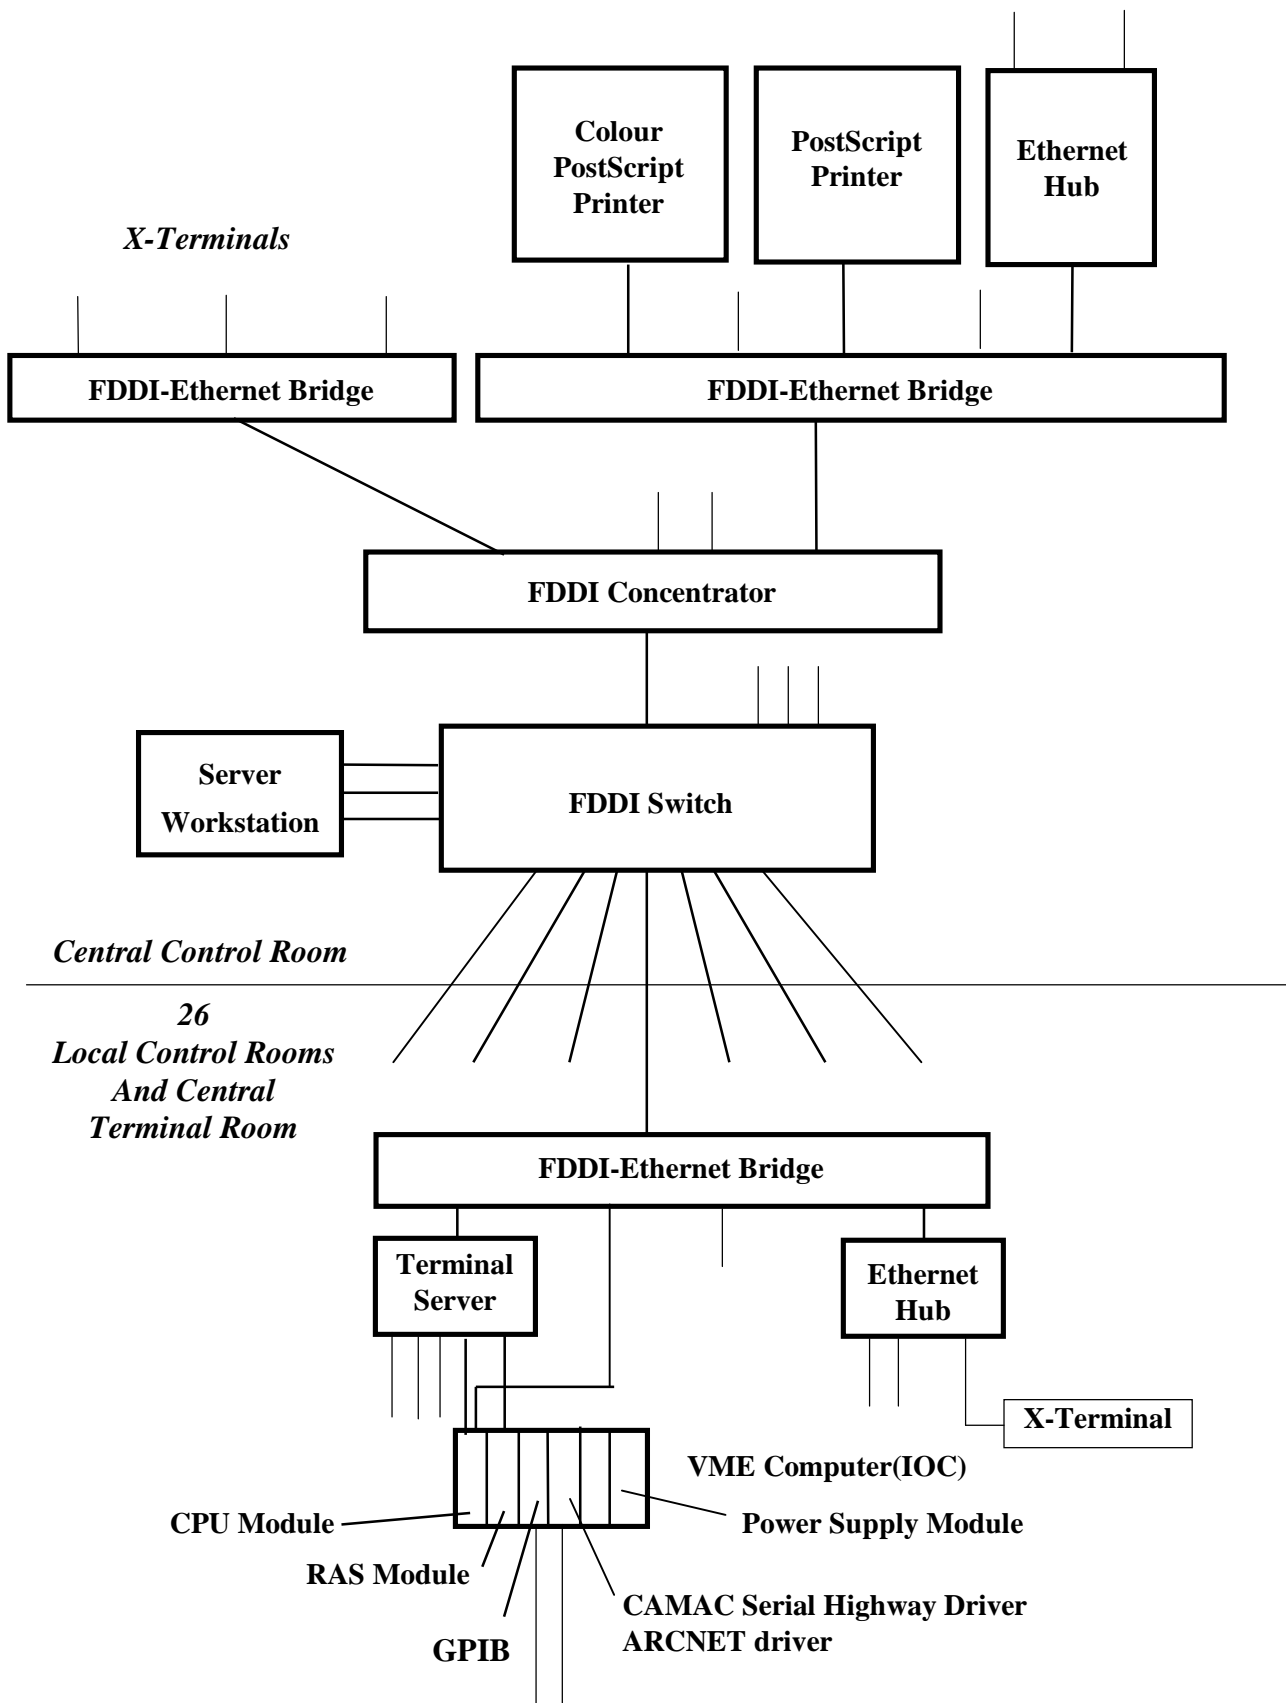 Colour
PostScript
Printer
PostScript
Printer
Ethernet
Hub
X-Terminals
FDDI-Ethernet Bridge
FDDI-Ethernet Bridge
FDDI Concentrator
Server
Workstation
FDDI Switch
Central Control Room
26
Local Control Rooms
And Central
Terminal Room
FDDI-Ethernet Bridge
Terminal
Server
Ethernet
Hub
X-Terminal
VME Computer(IOC)
CPU Module
Power Supply Module
RAS Module
CAMAC Serial Highway Driver
ARCNET driver
GPIB